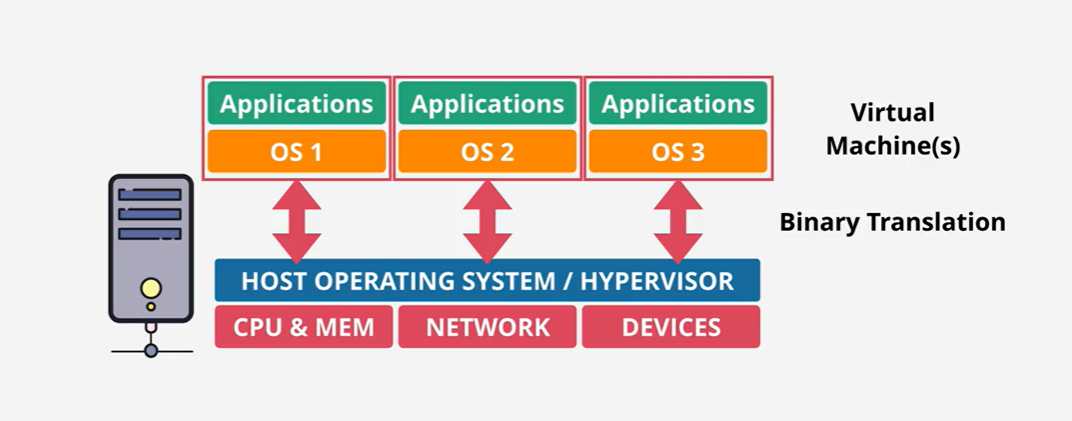 Applications
Applications
Applications
Virtual
Machine(s)
OS 1
OS 2
OS 3
Binary Translation
HOST OPERATING SYSTEM / HYPERVISOR
CPU & MEM
NETWORK
DEVICES